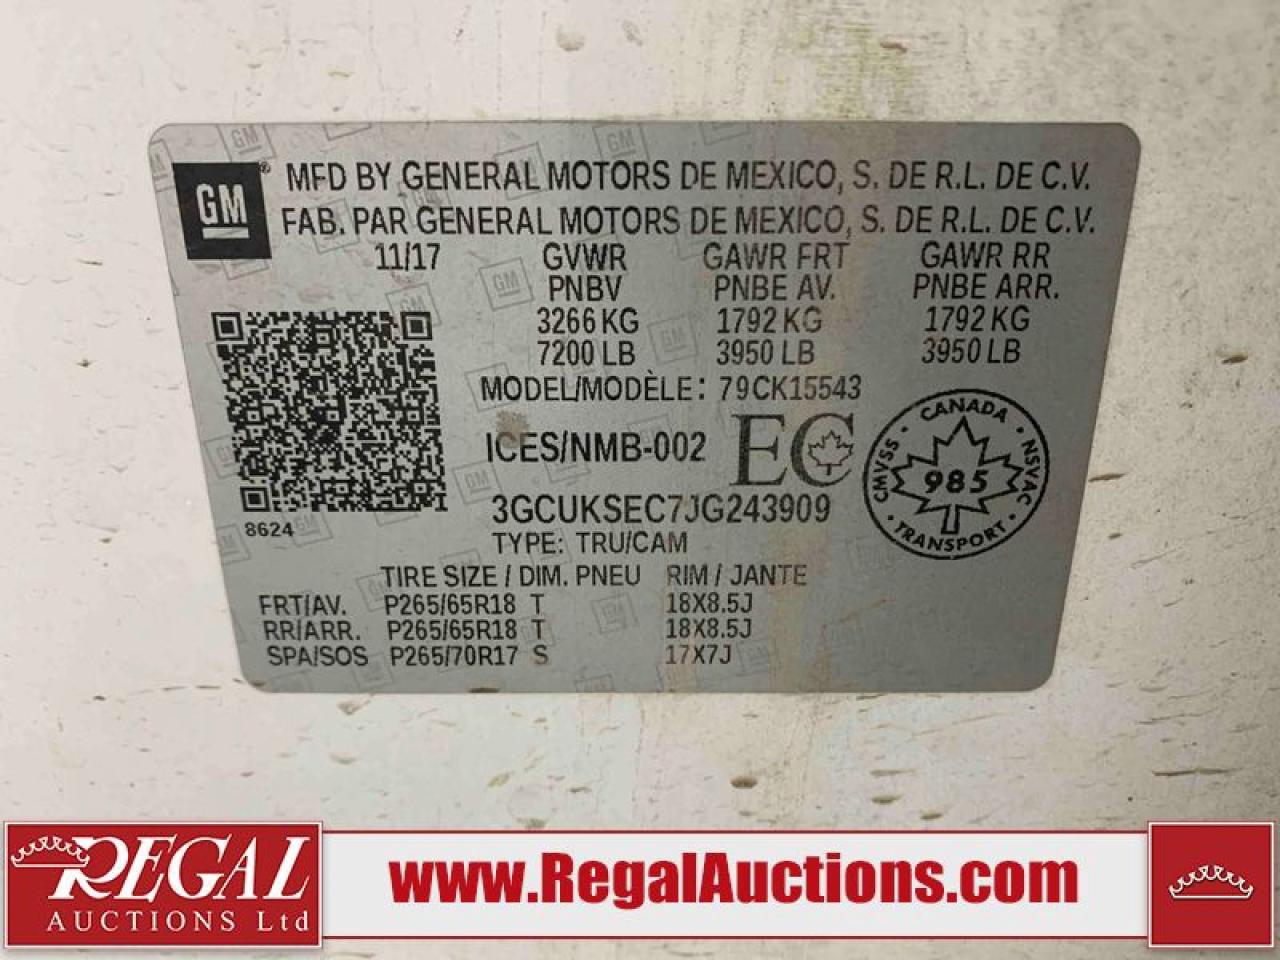 GM® MFD BY GENERAL MOTORS DE MEXICO, S. DE R.L. DE C.V.
FAB. PAR GENERAL MOTORS DE MEXICO, S. DE R.L. DE C.V.
11/17 GVWR GAWR FRT GAWR RR
PNBV PNBE AV. PNBE ARR.
3266 KG 1792 KG 1792 KG
7200 LB 3950 LB 3950 LB
MODEL/MODÈLE: 79CK15543
ICES/NMB-002 EC
CANADA
CMVSS · 985 · NSVAC
TRANSPORT
8624
3GCUKSEC7JG243909
TYPE: TRU/CAM
TIRE SIZE / DIM. PNEU RIM / JANTE
FRT/AV. P265/65R18 T 18X8.5J
RR/ARR. P265/65R18 T 18X8.5J
SPA/SOS P265/70R17 S 17X7J
REGAL
AUCTIONS Ltd
www.RegalAuctions.com